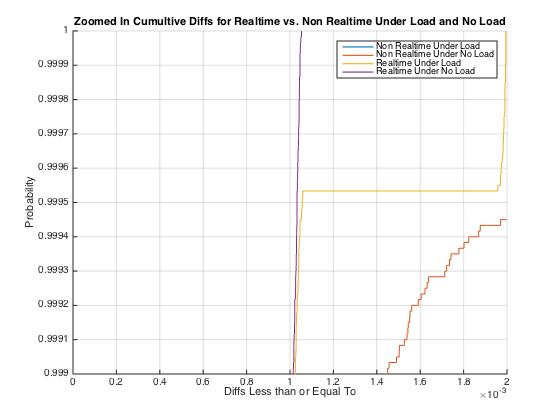 Zoomed In Cumultive Diffs for Realtime vs. Non Realtime Under Load and No Load
1
0.9999
0.9998
0.9997
0.9996
0.9995
0.9994
0.9993
0.9992
0.9991
0.999
Probability
Non Realtime Under Load
Non Realtime Under No Load
Realtime Under Load
Realtime Under No Load
0 0.2 0.4 0.6 0.8 1 1.2 1.4 1.6 1.8 2
Diffs Less than or Equal To
×10⁻³